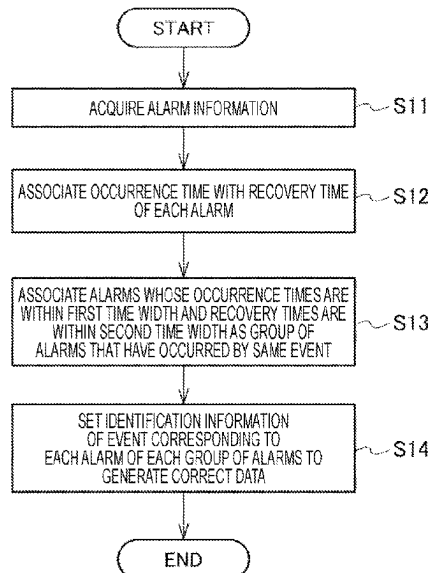 START
ACQUIRE ALARM INFORMATION
S11
ASSOCIATE OCCURRENCE TIME WITH RECOVERY TIME
OF EACH ALARM
S12
ASSOCIATE ALARMS WHOSE OCCURRENCE TIMES ARE
WITHIN FIRST TIME WIDTH AND RECOVERY TIMES ARE
WITHIN SECOND TIME WIDTH AS GROUP OF
ALARMS THAT HAVE OCCURRED BY SAME EVENT
S13
SET IDENTIFICATION INFORMATION
OF EVENT CORRESPONDING TO
EACH ALARM OF EACH GROUP OF ALARMS TO
GENERATE CORRECT DATA
S14
END